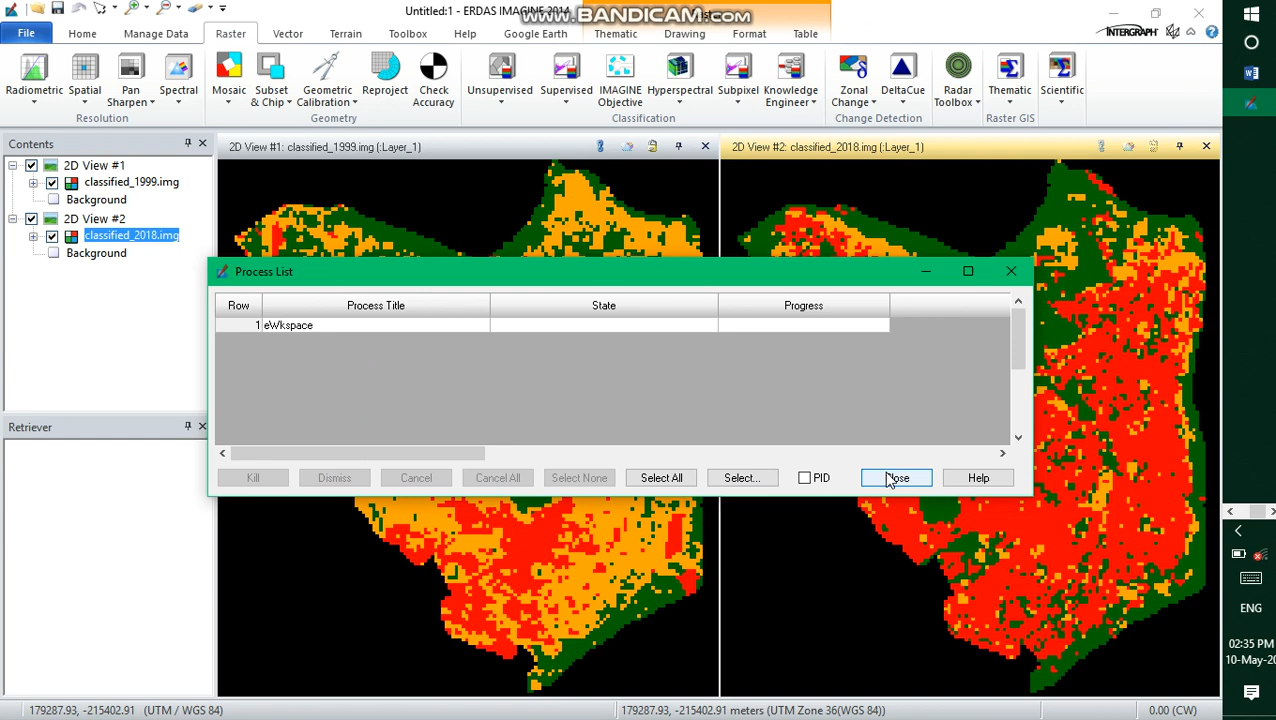 Untitled:1 - ERDAS IMAGINE 2014
www.BANDICAM.com
File Home Manage Data Raster Vector Terrain Toolbox Help Google Earth Thematic Drawing Format Table
INTERGRAPH
Radiometric Spatial Pan Sharpen Spectral Mosaic Subset & Chip Geometric Calibration Reproject Check Accuracy Unsupervised Supervised IMAGINE Objective Hyperspectral Subpixel Knowledge Engineer Zonal Change DeltaCue Radar Toolbox Thematic Scientific
Resolution Geometry Classification Change Detection Raster GIS
Contents
2D View #1
classified_1999.img
Background
2D View #2
classified_2018.img
Background
Retriever
2D View #1: classified_1999.img (:Layer_1)
2D View #2: classified_2018.img (:Layer_1)
Process List
Row Process Title State Progress
1 eWkspace
Kill Dismiss Cancel Cancel All Select None Select All Select... PID Close Help
179287.93, -215402.91 (UTM / WGS 84)
179287.93, -215402.91 meters (UTM Zone 36(WGS 84))
0.00 (CW)
ENG
02:35 PM